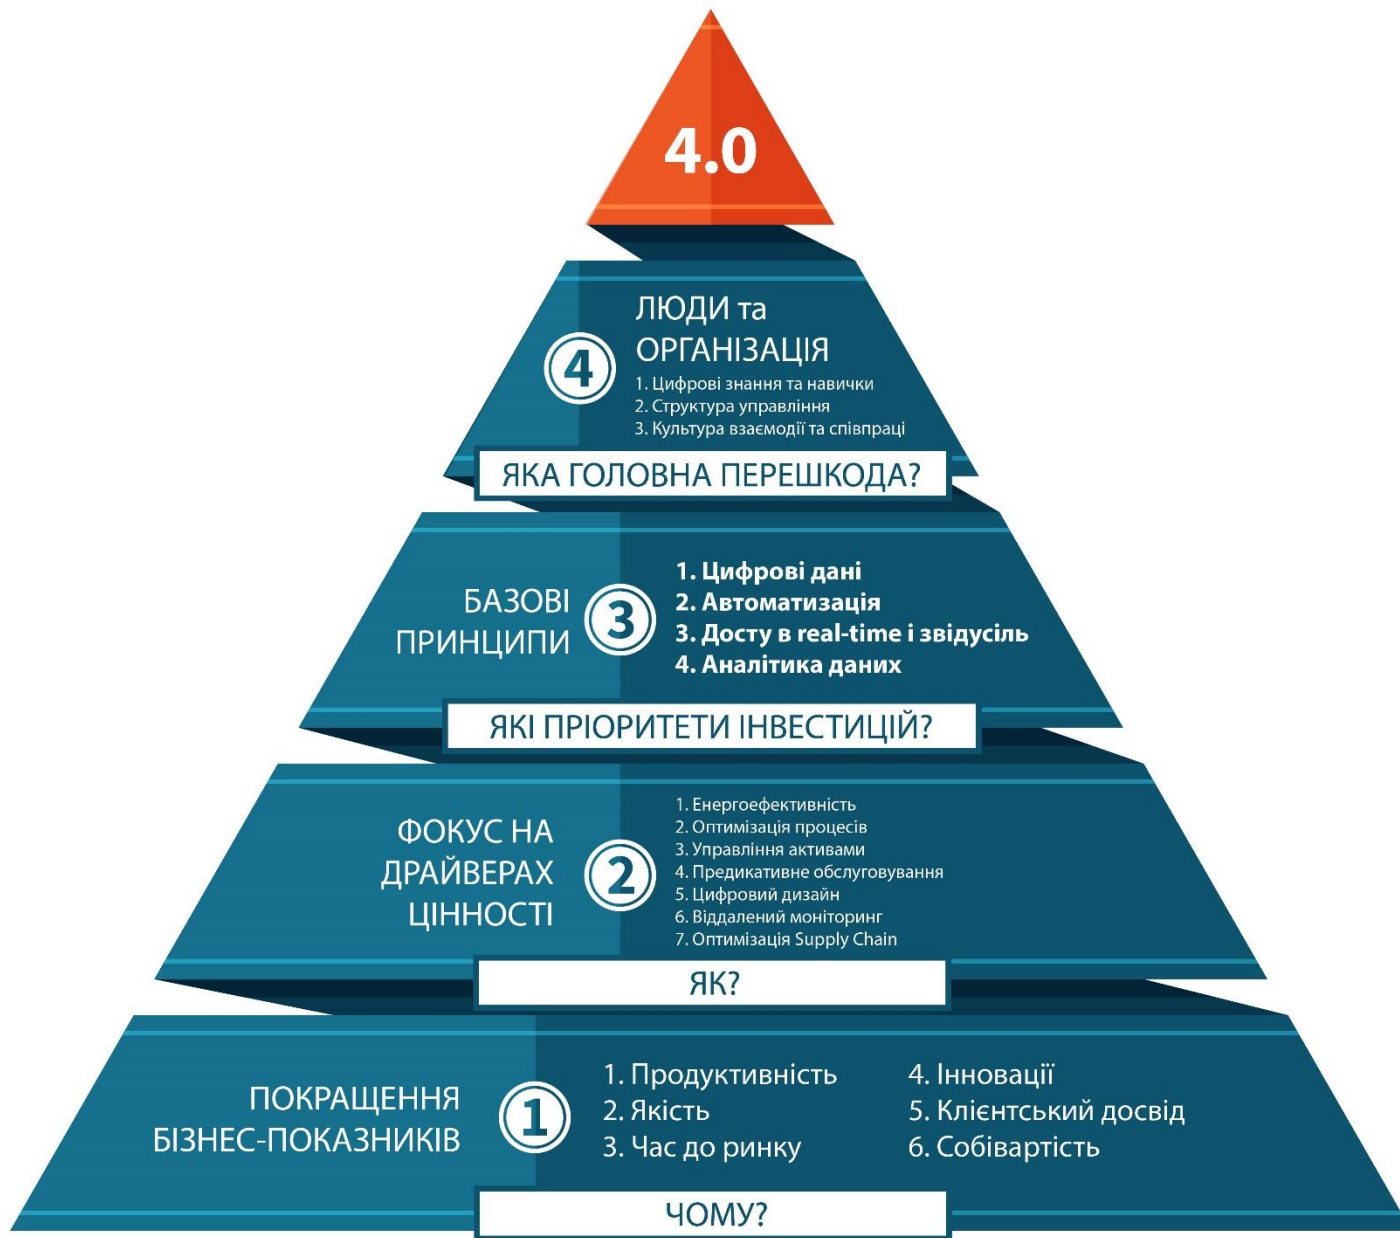 4.0
4
ЛЮДИ та
ОРГАНІЗАЦІЯ
1. Цифрові знання та навички
2. Структура управління
3. Культура взаємодії та співпраці
ЯКА ГОЛОВНА ПЕРЕШКОДА?
БАЗОВІ
ПРИНЦИПИ
3
1. Цифрові дані
2. Автоматизація
3. Досту в real-time і звідусіль
4. Аналітика даних
ЯКІ ПРІОРИТЕТИ ІНВЕСТИЦІЙ?
ФОКУС НА
ДРАЙВЕРАХ
ЦІННОСТІ
2
1. Енергоефективність
2. Оптимізація процесів
3. Управління активами
4. Предикативне обслуговування
5. Цифровий дизайн
6. Віддалений моніторинг
7. Оптимізація Supply Chain
ЯК?
ПОКРАЩЕННЯ
БІЗНЕС-ПОКАЗНИКІВ
1
1. Продуктивність
2. Якість
3. Час до ринку
4. Інновації
5. Клієнтський досвід
6. Собівартість
ЧОМУ?